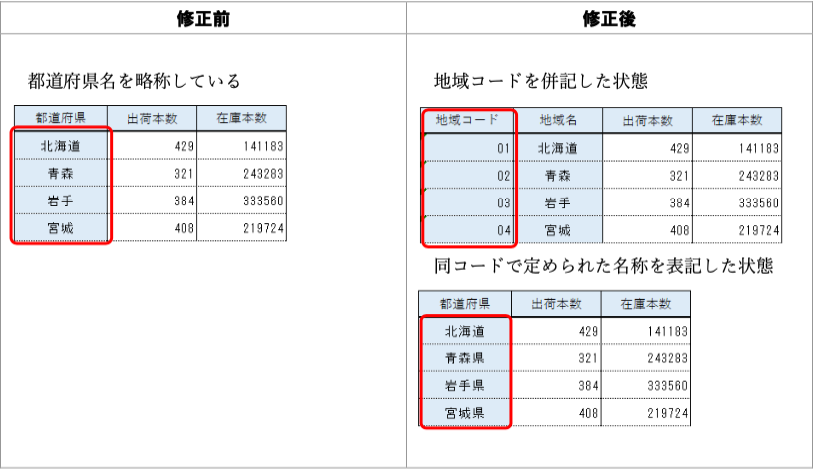 修正前
修正後
都道府県名を略称している
都道府県 出荷本数 在庫本数
北海道 429 141183
青森 321 243283
岩手 384 333560
宮城 408 219724
地域コードを併記した状態
地域コード 地域名 出荷本数 在庫本数
01 北海道 429 141183
02 青森 321 243283
03 岩手 384 333560
04 宮城 408 219724
同コードで定められた名称を表記した状態
都道府県 出荷本数 在庫本数
北海道 429 141183
青森県 321 243283
岩手県 384 333560
宮城県 408 219724